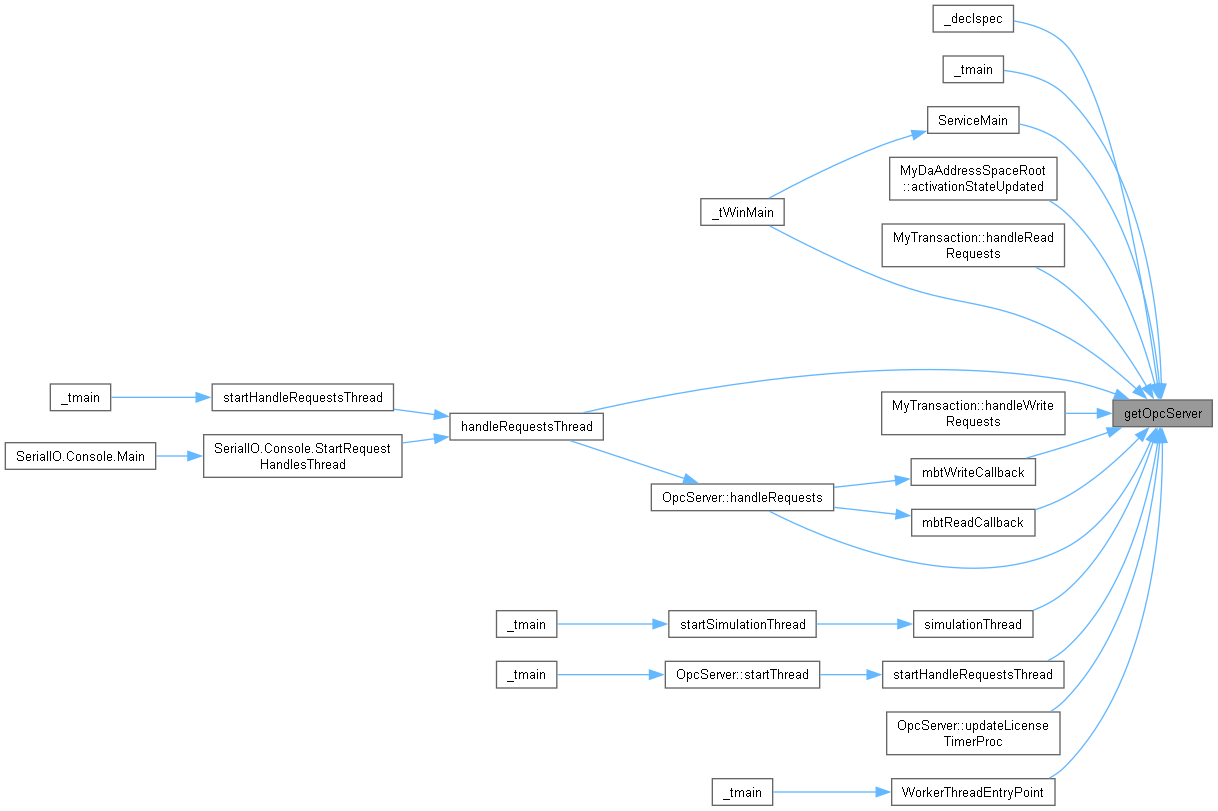 _declspec
_tmain
ServiceMain
MyDaAddressSpaceRoot
::activationStateUpdated
_tWinMain
MyTransaction::handleRead
Requests
_tmain
startHandleRequestsThread
handleRequestsThread
MyTransaction::handleWrite
Requests
getOpcServer
SerialIO.Console.Main
SerialIO.Console.StartRequest
HandlesThread
mbtWriteCallback
OpcServer::handleRequests
mbtReadCallback
_tmain
startSimulationThread
simulationThread
_tmain
OpcServer::startThread
startHandleRequestsThread
OpcServer::updateLicense
TimerProc
_tmain
WorkerThreadEntryPoint